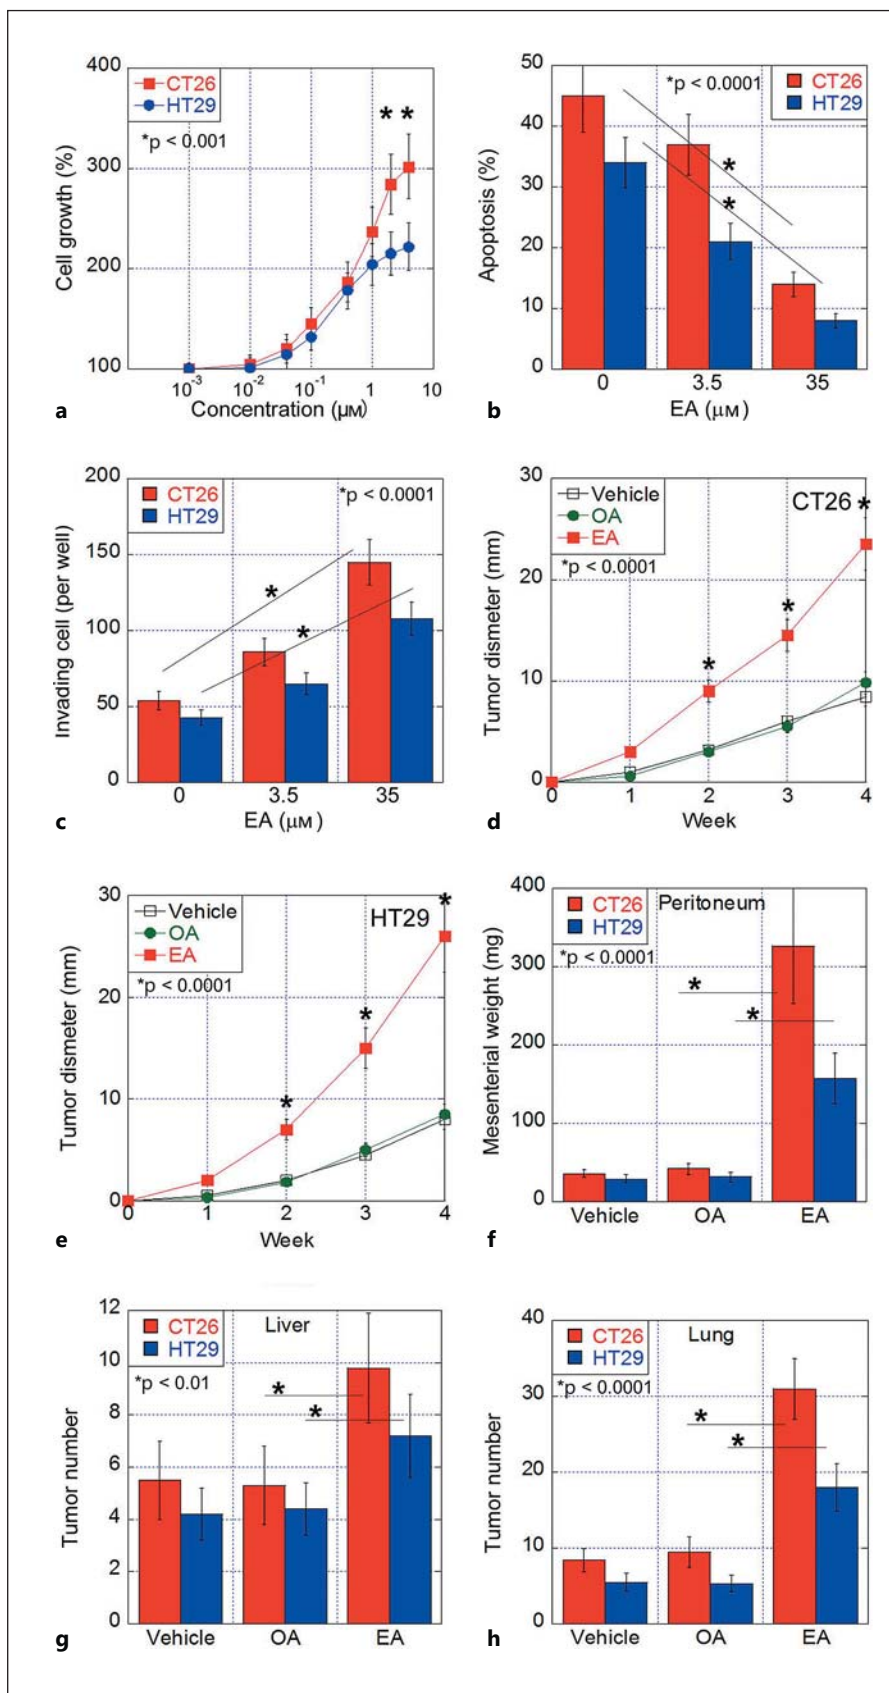 400
300
200
100
Cell growth (%)
CT26
HT29
*p < 0.001
* *
10⁻³
10⁻²
10⁻¹
1
10
Concentration (μM)
a
50
40
30
20
10
0
Apoptosis (%)
*p < 0.0001
CT26
HT29
*
*
0
3.5
35
EA (μM)
b
200
150
100
50
0
Invading cell (per well)
CT26
HT29
*p < 0.0001
*
*
0
3.5
35
EA (μM)
c
30
20
10
0
Tumor dismeter (mm)
Vehicle
OA
EA
*p < 0.0001
CT26
*
*
*
0
1
2
3
4
Week
d
30
20
10
0
Tumor dismeter (mm)
Vehicle
OA
EA
*p < 0.0001
HT29
*
*
*
0
1
2
3
4
Week
e
400
300
200
100
0
Mesenterial weight (mg)
CT26
HT29
Peritoneum
*p < 0.0001
*
*
Vehicle
OA
EA
f
12
10
8
6
4
2
0
Tumor number
CT26
HT29
Liver
*p < 0.01
*
*
Vehicle
OA
EA
g
40
30
20
10
0
Tumor number
CT26
HT29
Lung
*p < 0.0001
*
*
Vehicle
OA
EA
h